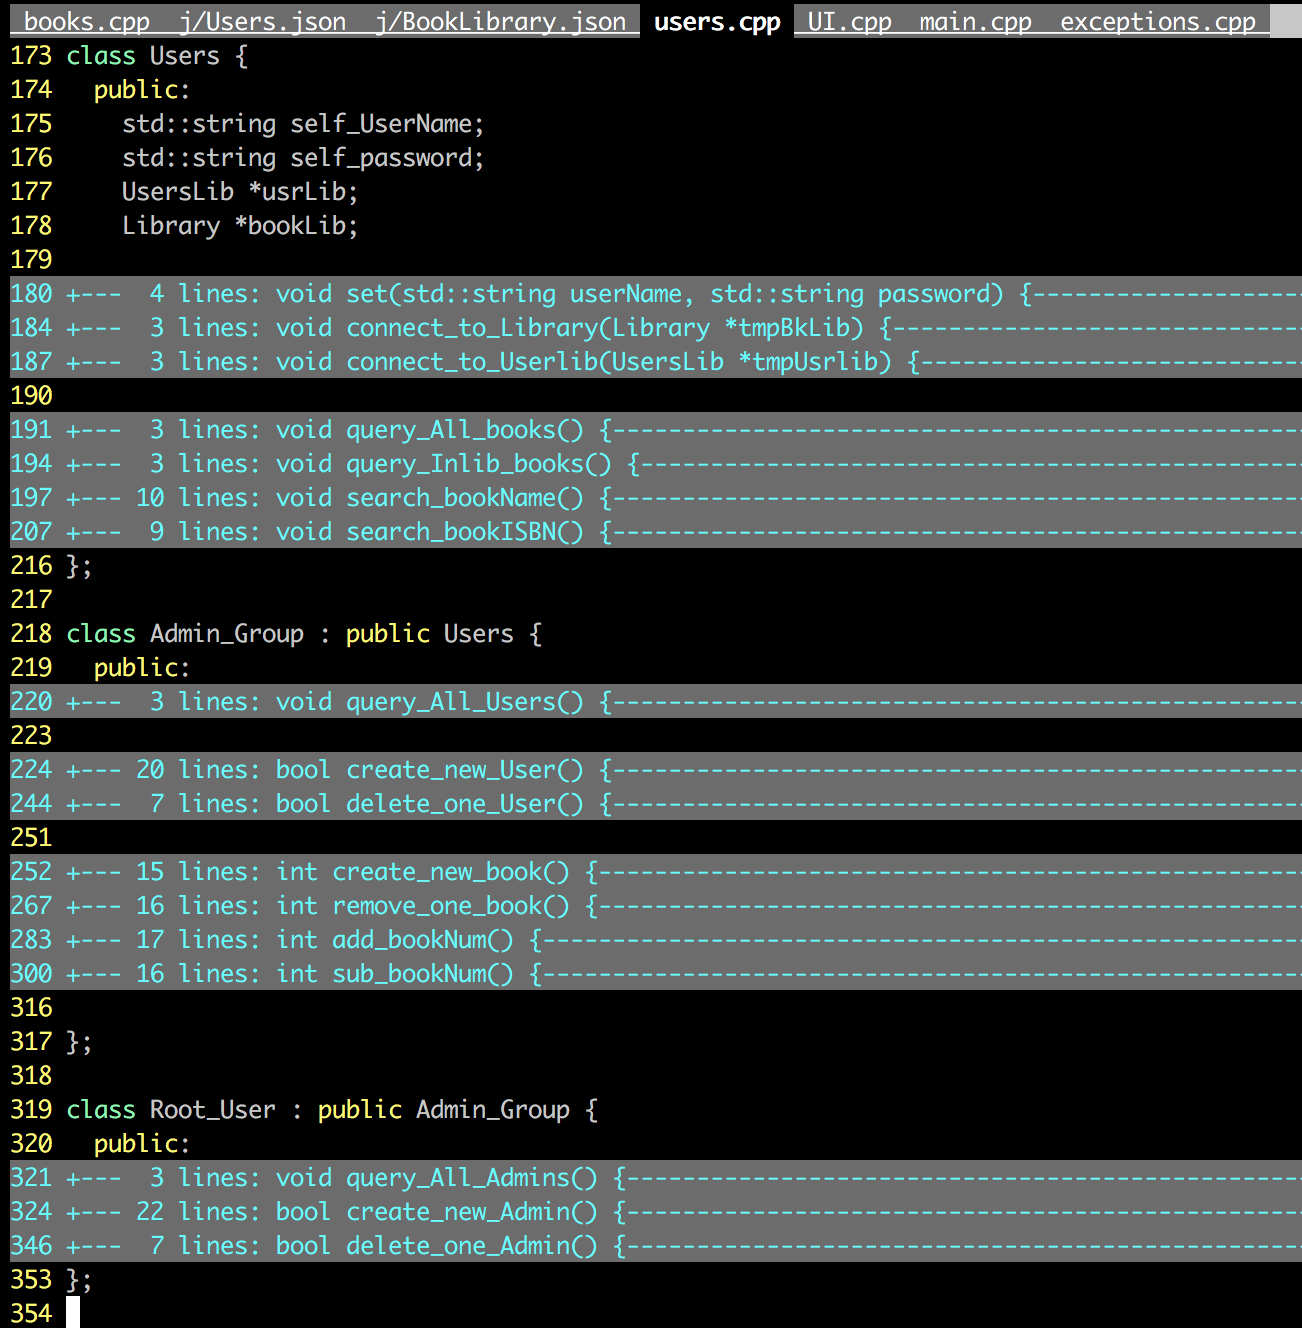 books.cpp  j/Users.json  j/BookLibrary.json  users.cpp  UI.cpp  main.cpp  exceptions.cpp
173 class Users {
174   public:
175     std::string self_UserName;
176     std::string self_password;
177     UsersLib *usrLib;
178     Library *bookLib;
179
180 +---  4 lines: void set(std::string userName, std::string password) {-------------------
184 +---  3 lines: void connect_to_Library(Library *tmpBkLib) {-----------------------------
187 +---  3 lines: void connect_to_Userlib(UsersLib *tmpUsrlib) {---------------------------
190
191 +---  3 lines: void query_All_books() {-------------------------------------------------
194 +---  3 lines: void query_Inlib_books() {-----------------------------------------------
197 +--- 10 lines: void search_bookName() {-------------------------------------------------
207 +---  9 lines: void search_bookISBN() {-------------------------------------------------
216 };
217
218 class Admin_Group : public Users {
219   public:
220 +---  3 lines: void query_All_Users() {-------------------------------------------------
223
224 +--- 20 lines: bool create_new_User() {-------------------------------------------------
244 +---  7 lines: bool delete_one_User() {-------------------------------------------------
251
252 +--- 15 lines: int create_new_book() {--------------------------------------------------
267 +--- 16 lines: int remove_one_book() {--------------------------------------------------
283 +--- 17 lines: int add_bookNum() {------------------------------------------------------
300 +--- 16 lines: int sub_bookNum() {------------------------------------------------------
316
317 };
318
319 class Root_User : public Admin_Group {
320   public:
321 +---  3 lines: void query_All_Admins() {------------------------------------------------
324 +--- 22 lines: bool create_new_Admin() {------------------------------------------------
346 +---  7 lines: bool delete_one_Admin() {------------------------------------------------
353 };
354